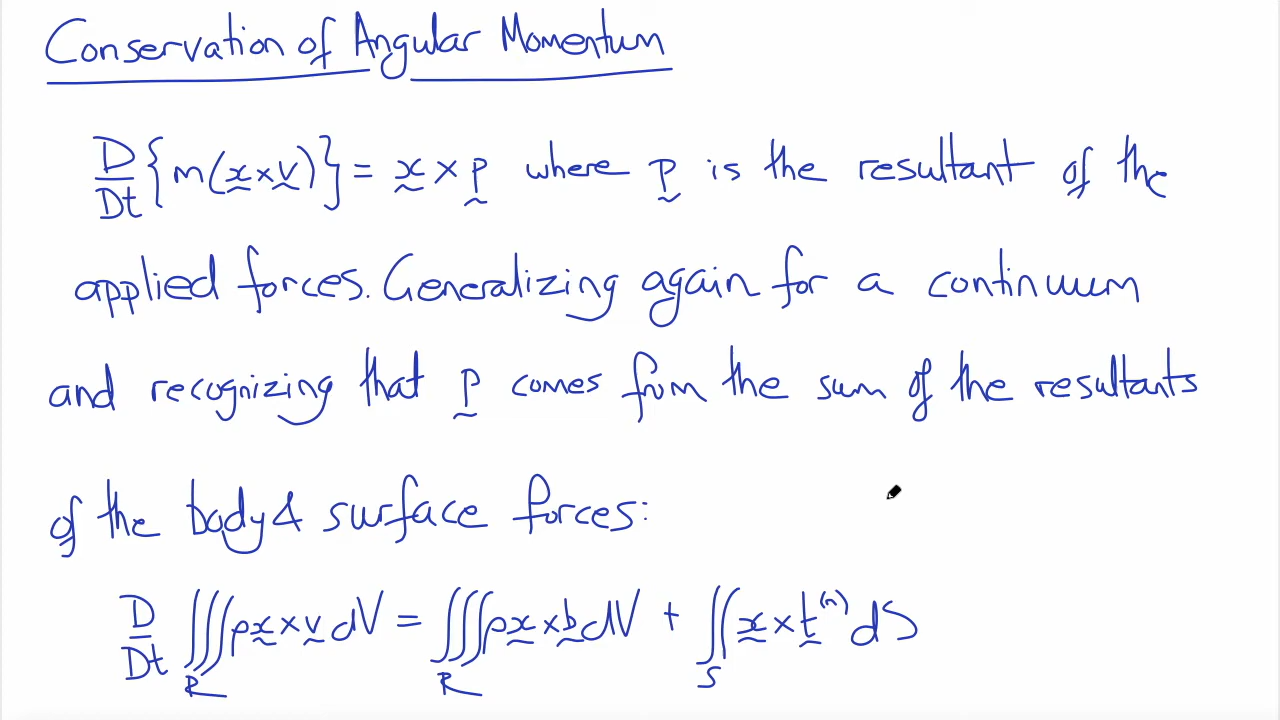 Conservation of Angular Momentum
D/Dt {m(x̰ × v̰)} = x̰ × p̰ where p̰ is the resultant of the
applied forces. Generalizing again for a continuum
and recognizing that p̰ comes from the sum of the resultants
of the body & surface forces:
D/Dt ∭_R ρx̰ × v̰ dV = ∭_R ρx̰ × b̰ dV + ∬_S x̰ × t̰^(n) dS